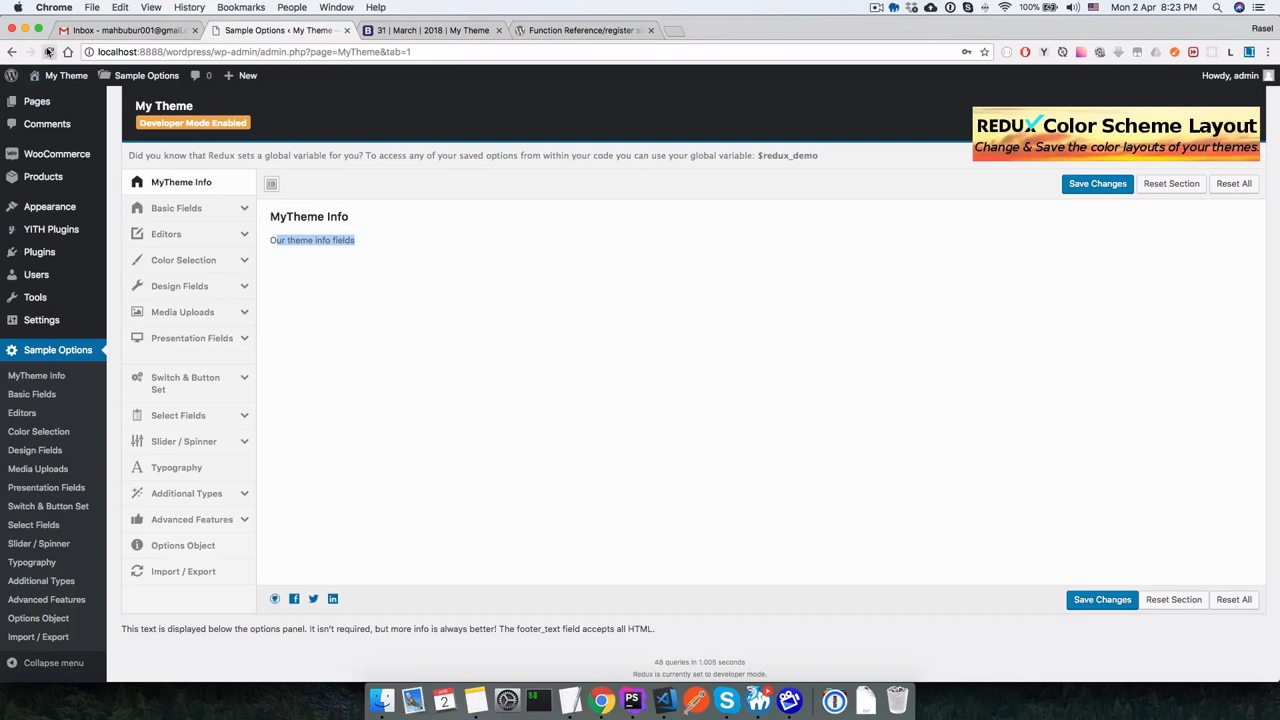 Chrome File Edit View History Bookmarks People Window Help 100% Mon 2 Apr 8:23 PM
Inbox - mahbubur001@gmail.c Sample Options ‹ My Theme 31 | March | 2018 | My Theme Function Reference/register s Rasel
localhost:8888/wordpress/wp-admin/admin.php?page=MyTheme&tab=1
My Theme Sample Options 0 New Howdy, admin
Pages
Comments
WooCommerce
Products
Appearance
YITH Plugins
Plugins
Users
Tools
Settings
Sample Options
MyTheme Info
Basic Fields
Editors
Color Selection
Design Fields
Media Uploads
Presentation Fields
Switch & Button Set
Select Fields
Slider / Spinner
Typography
Additional Types
Advanced Features
Options Object
Import / Export
Collapse menu
My Theme
Developer Mode Enabled
REDUX Color Scheme Layout
Change & Save the color layouts of your themes.
Did you know that Redux sets a global variable for you? To access any of your saved options from within your code you can use your global variable: $redux_demo
MyTheme Info
Basic Fields
Editors
Color Selection
Design Fields
Media Uploads
Presentation Fields
Switch & Button
Set
Select Fields
Slider / Spinner
Typography
Additional Types
Advanced Features
Options Object
Import / Export
Save Changes Reset Section Reset All
MyTheme Info
Our theme info fields
Save Changes Reset Section Reset All
This text is displayed below the options panel. It isn't required, but more info is always better! The footer_text field accepts all HTML.
48 queries in 1.005 seconds
Redux is currently set to developer mode.